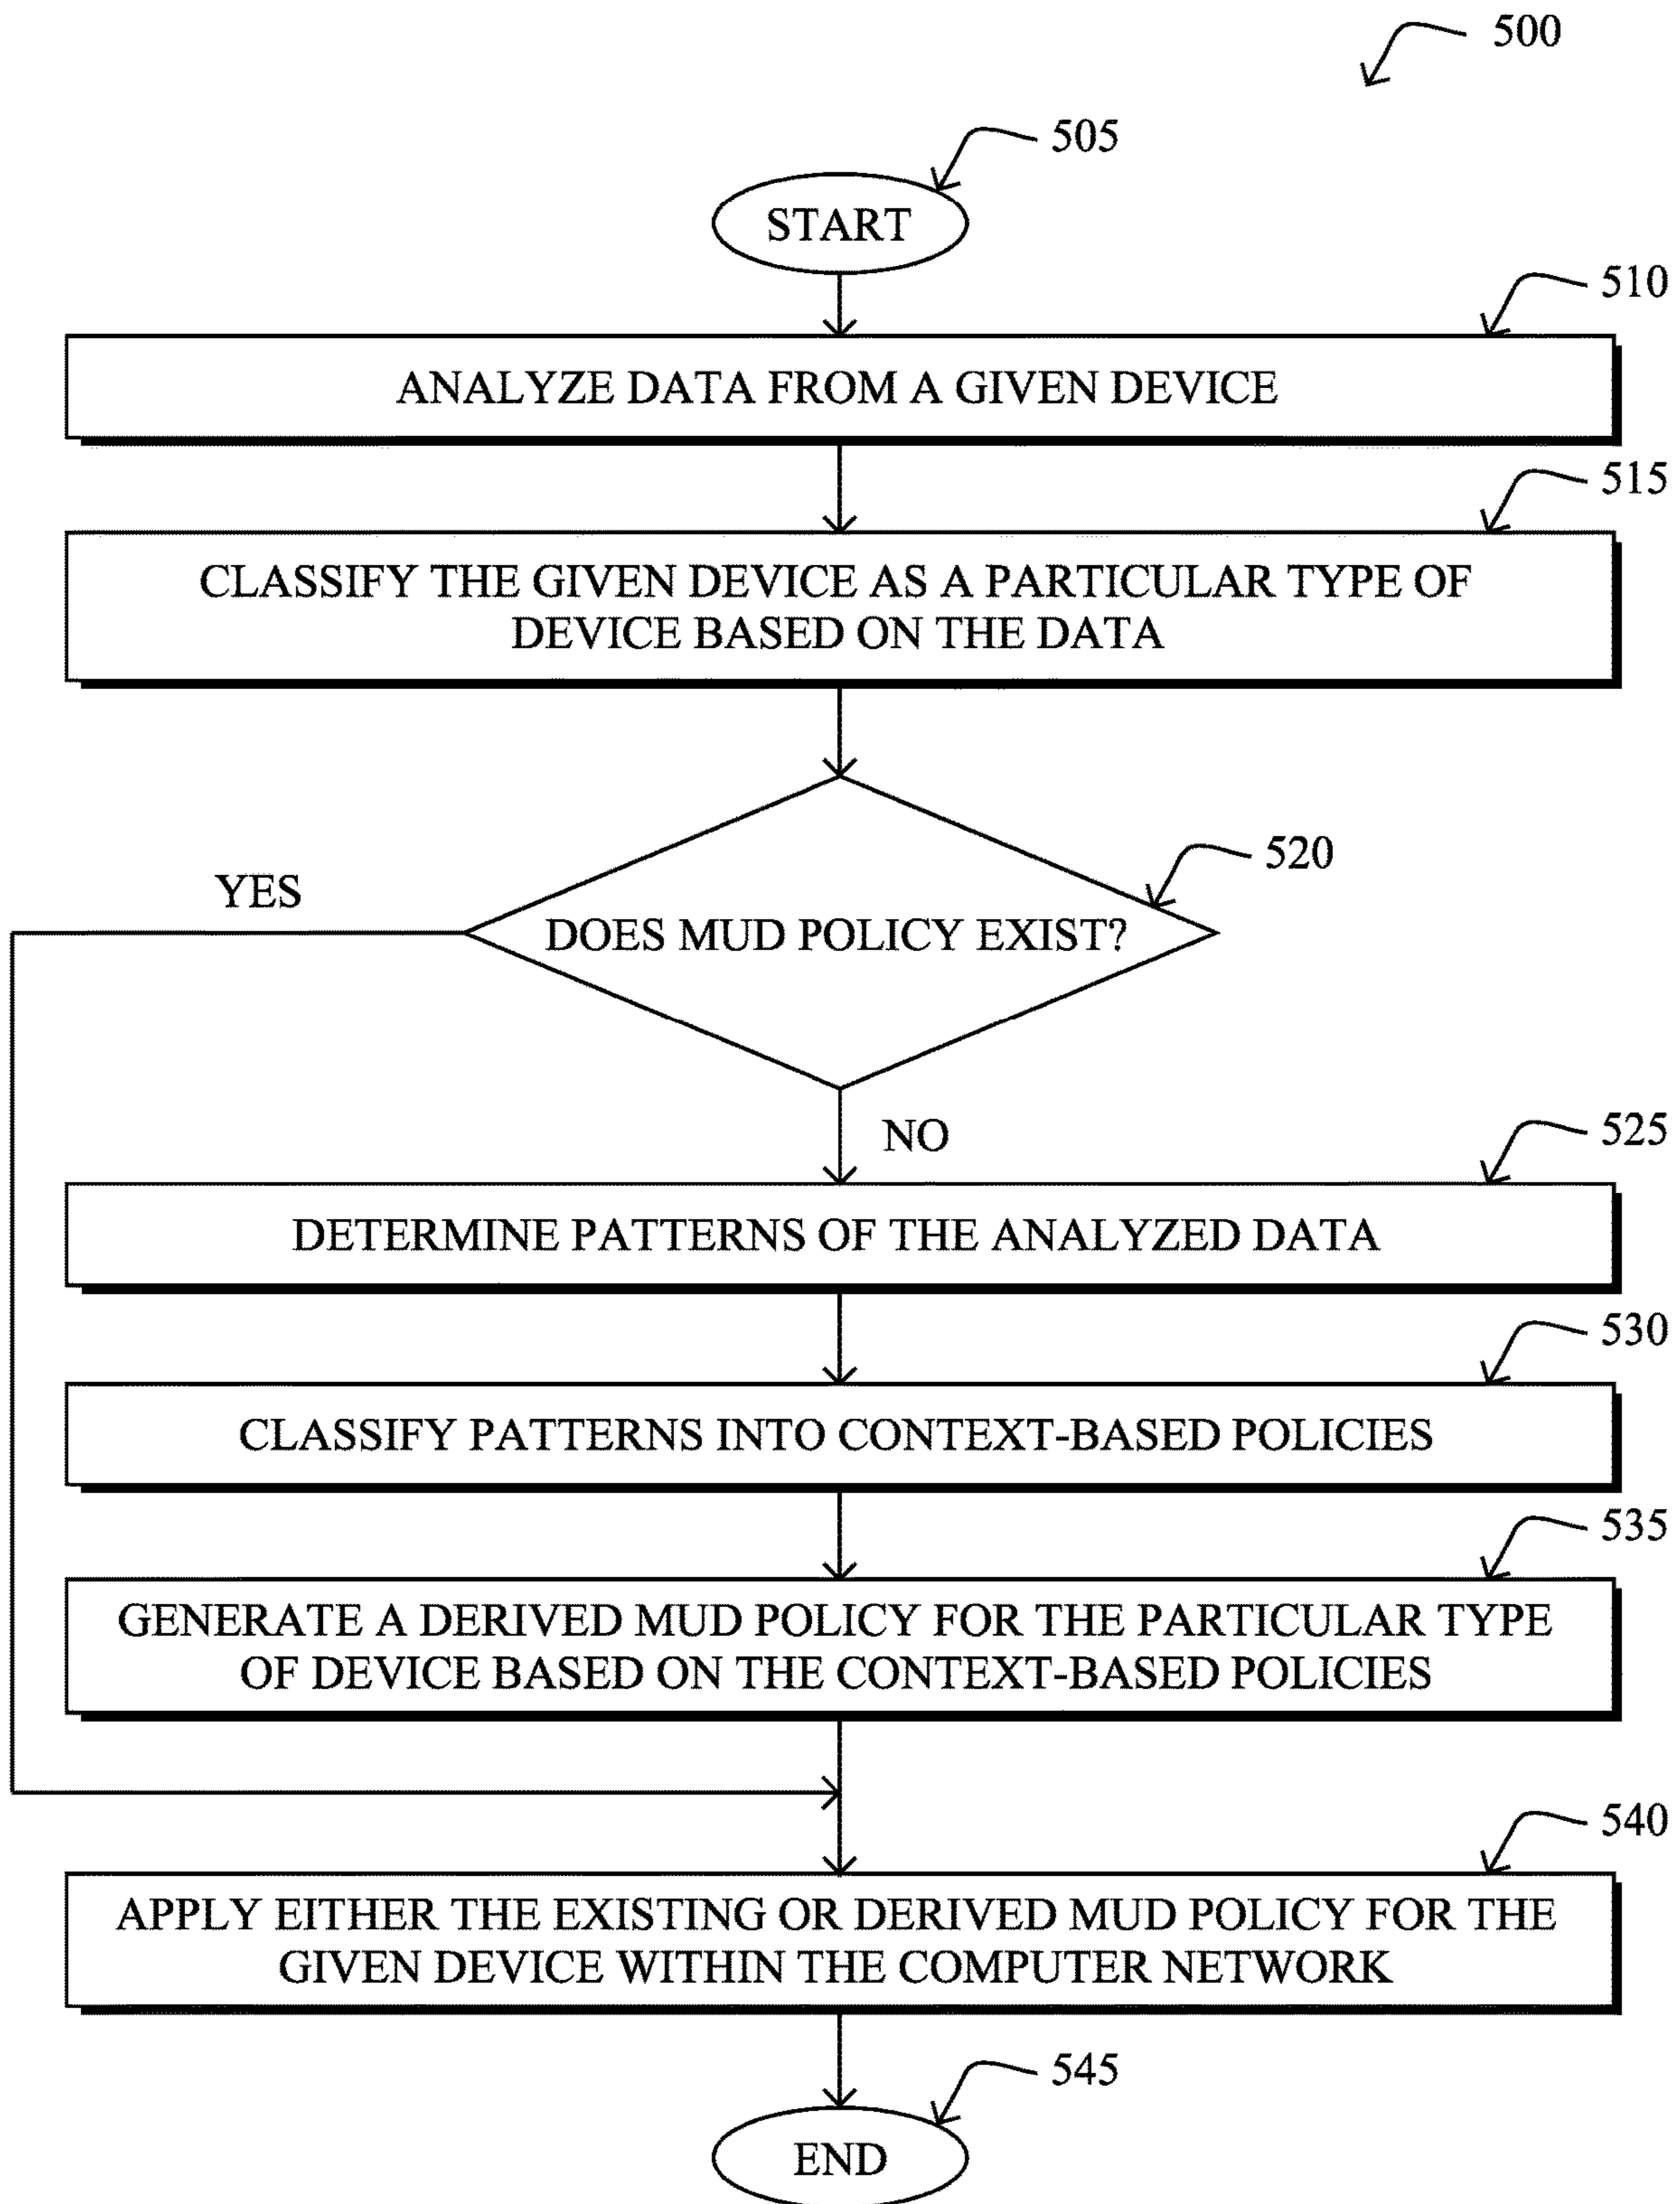 500
505
START
510
ANALYZE DATA FROM A GIVEN DEVICE
515
CLASSIFY THE GIVEN DEVICE AS A PARTICULAR TYPE OF
DEVICE BASED ON THE DATA
520
YES
DOES MUD POLICY EXIST?
NO
525
DETERMINE PATTERNS OF THE ANALYZED DATA
530
CLASSIFY PATTERNS INTO CONTEXT-BASED POLICIES
535
GENERATE A DERIVED MUD POLICY FOR THE PARTICULAR TYPE
OF DEVICE BASED ON THE CONTEXT-BASED POLICIES
540
APPLY EITHER THE EXISTING OR DERIVED MUD POLICY FOR THE
GIVEN DEVICE WITHIN THE COMPUTER NETWORK
545
END